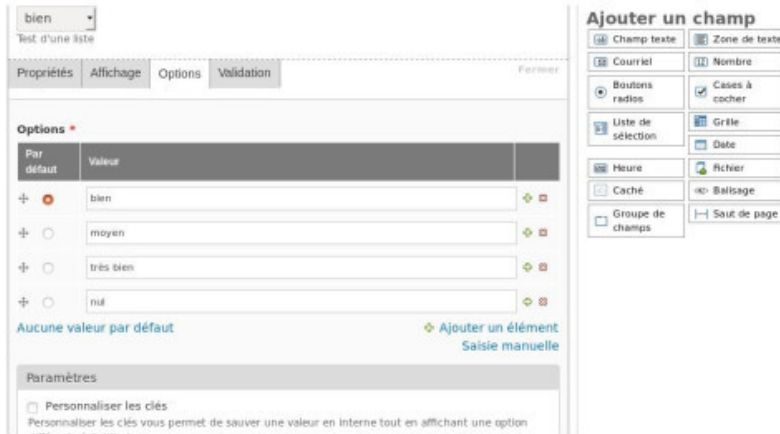 bien
Test d'une liste
Propriétés Affichage Options Validation Fermer
Options *
Par défaut Valeur
bien
moyen
très bien
nul
Aucune valeur par défaut
Ajouter un élément
Saisie manuelle
Paramètres
Personnaliser les clés
Personnaliser les clés vous permet de sauver une valeur en interne tout en affichant une option
Ajouter un champ
Champ texte Zone de texte
Courriel Nombre
Boutons radios Cases à cocher
Liste de sélection Grille
Date
Heure Fichier
Caché Balisage
Groupe de champs Saut de page